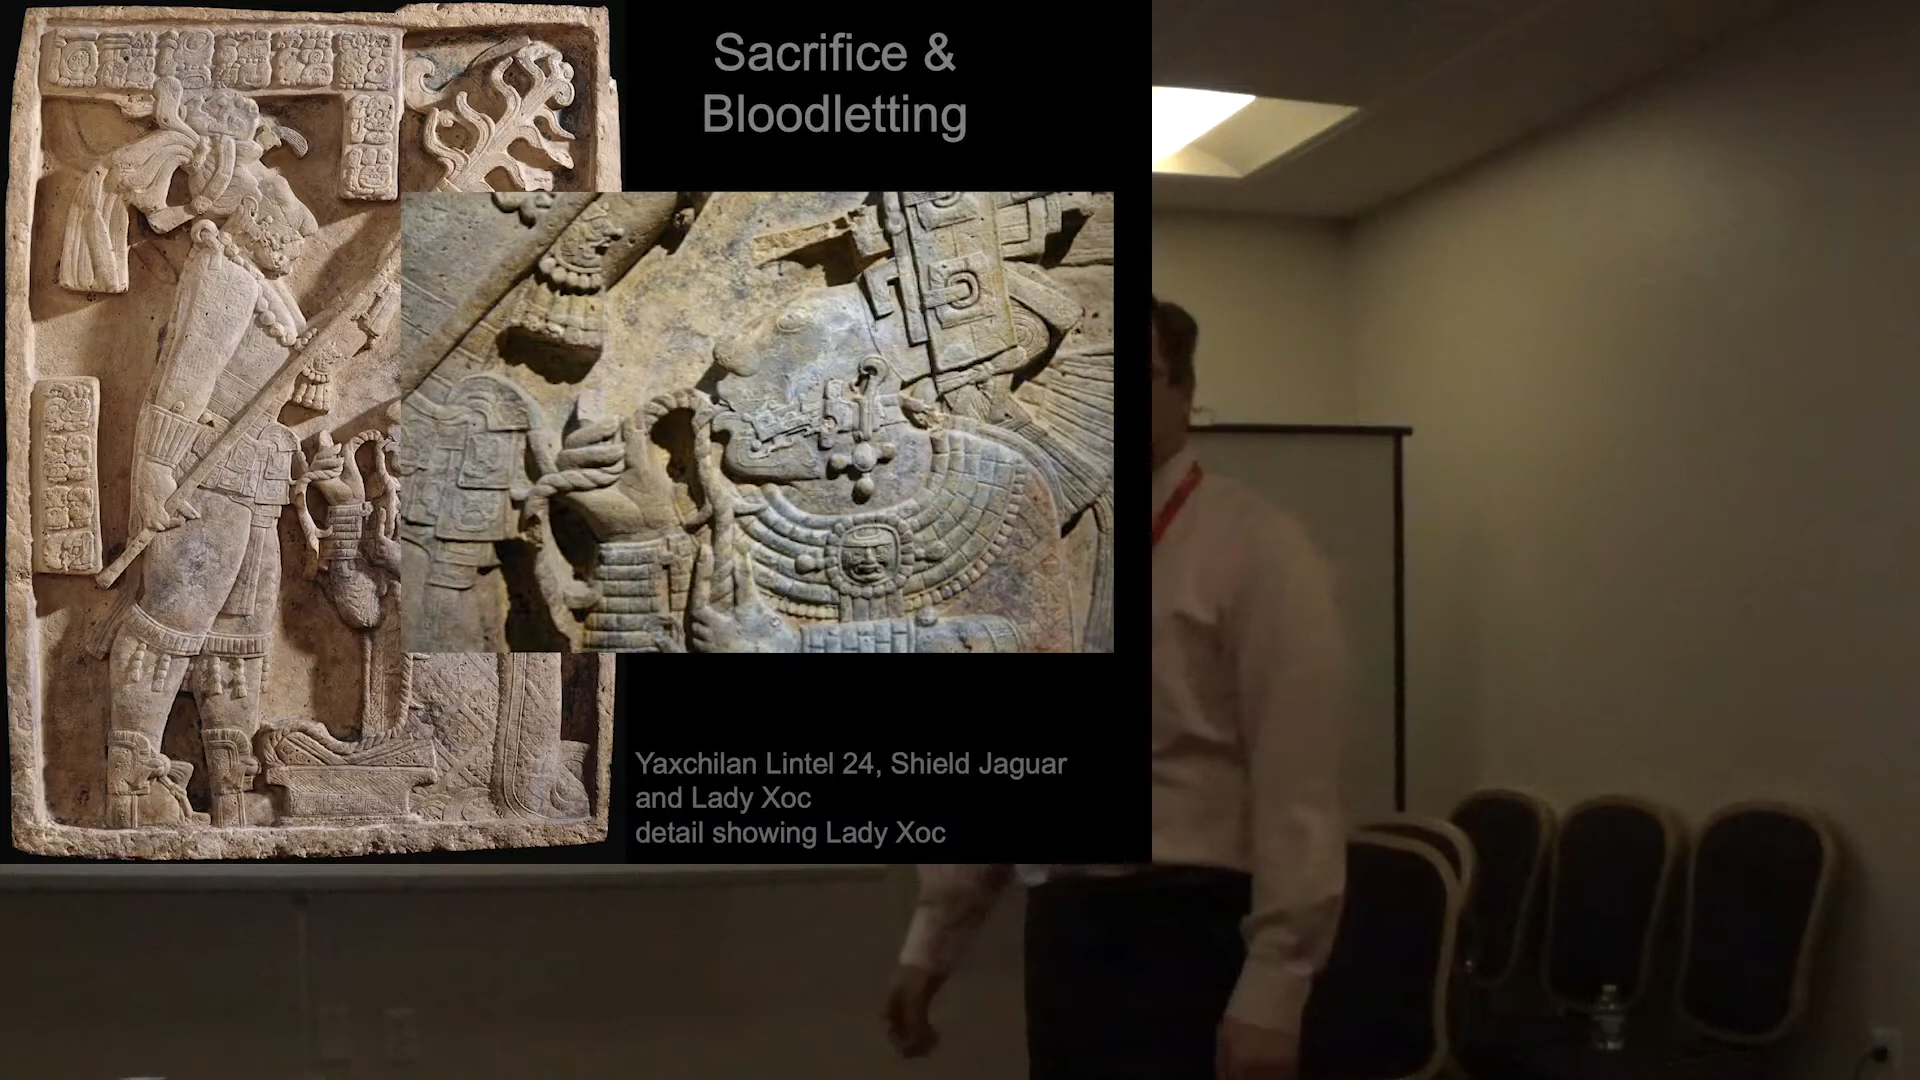 Sacrifice &
Bloodletting
Yaxchilan Lintel 24, Shield Jaguar
and Lady Xoc
detail showing Lady Xoc